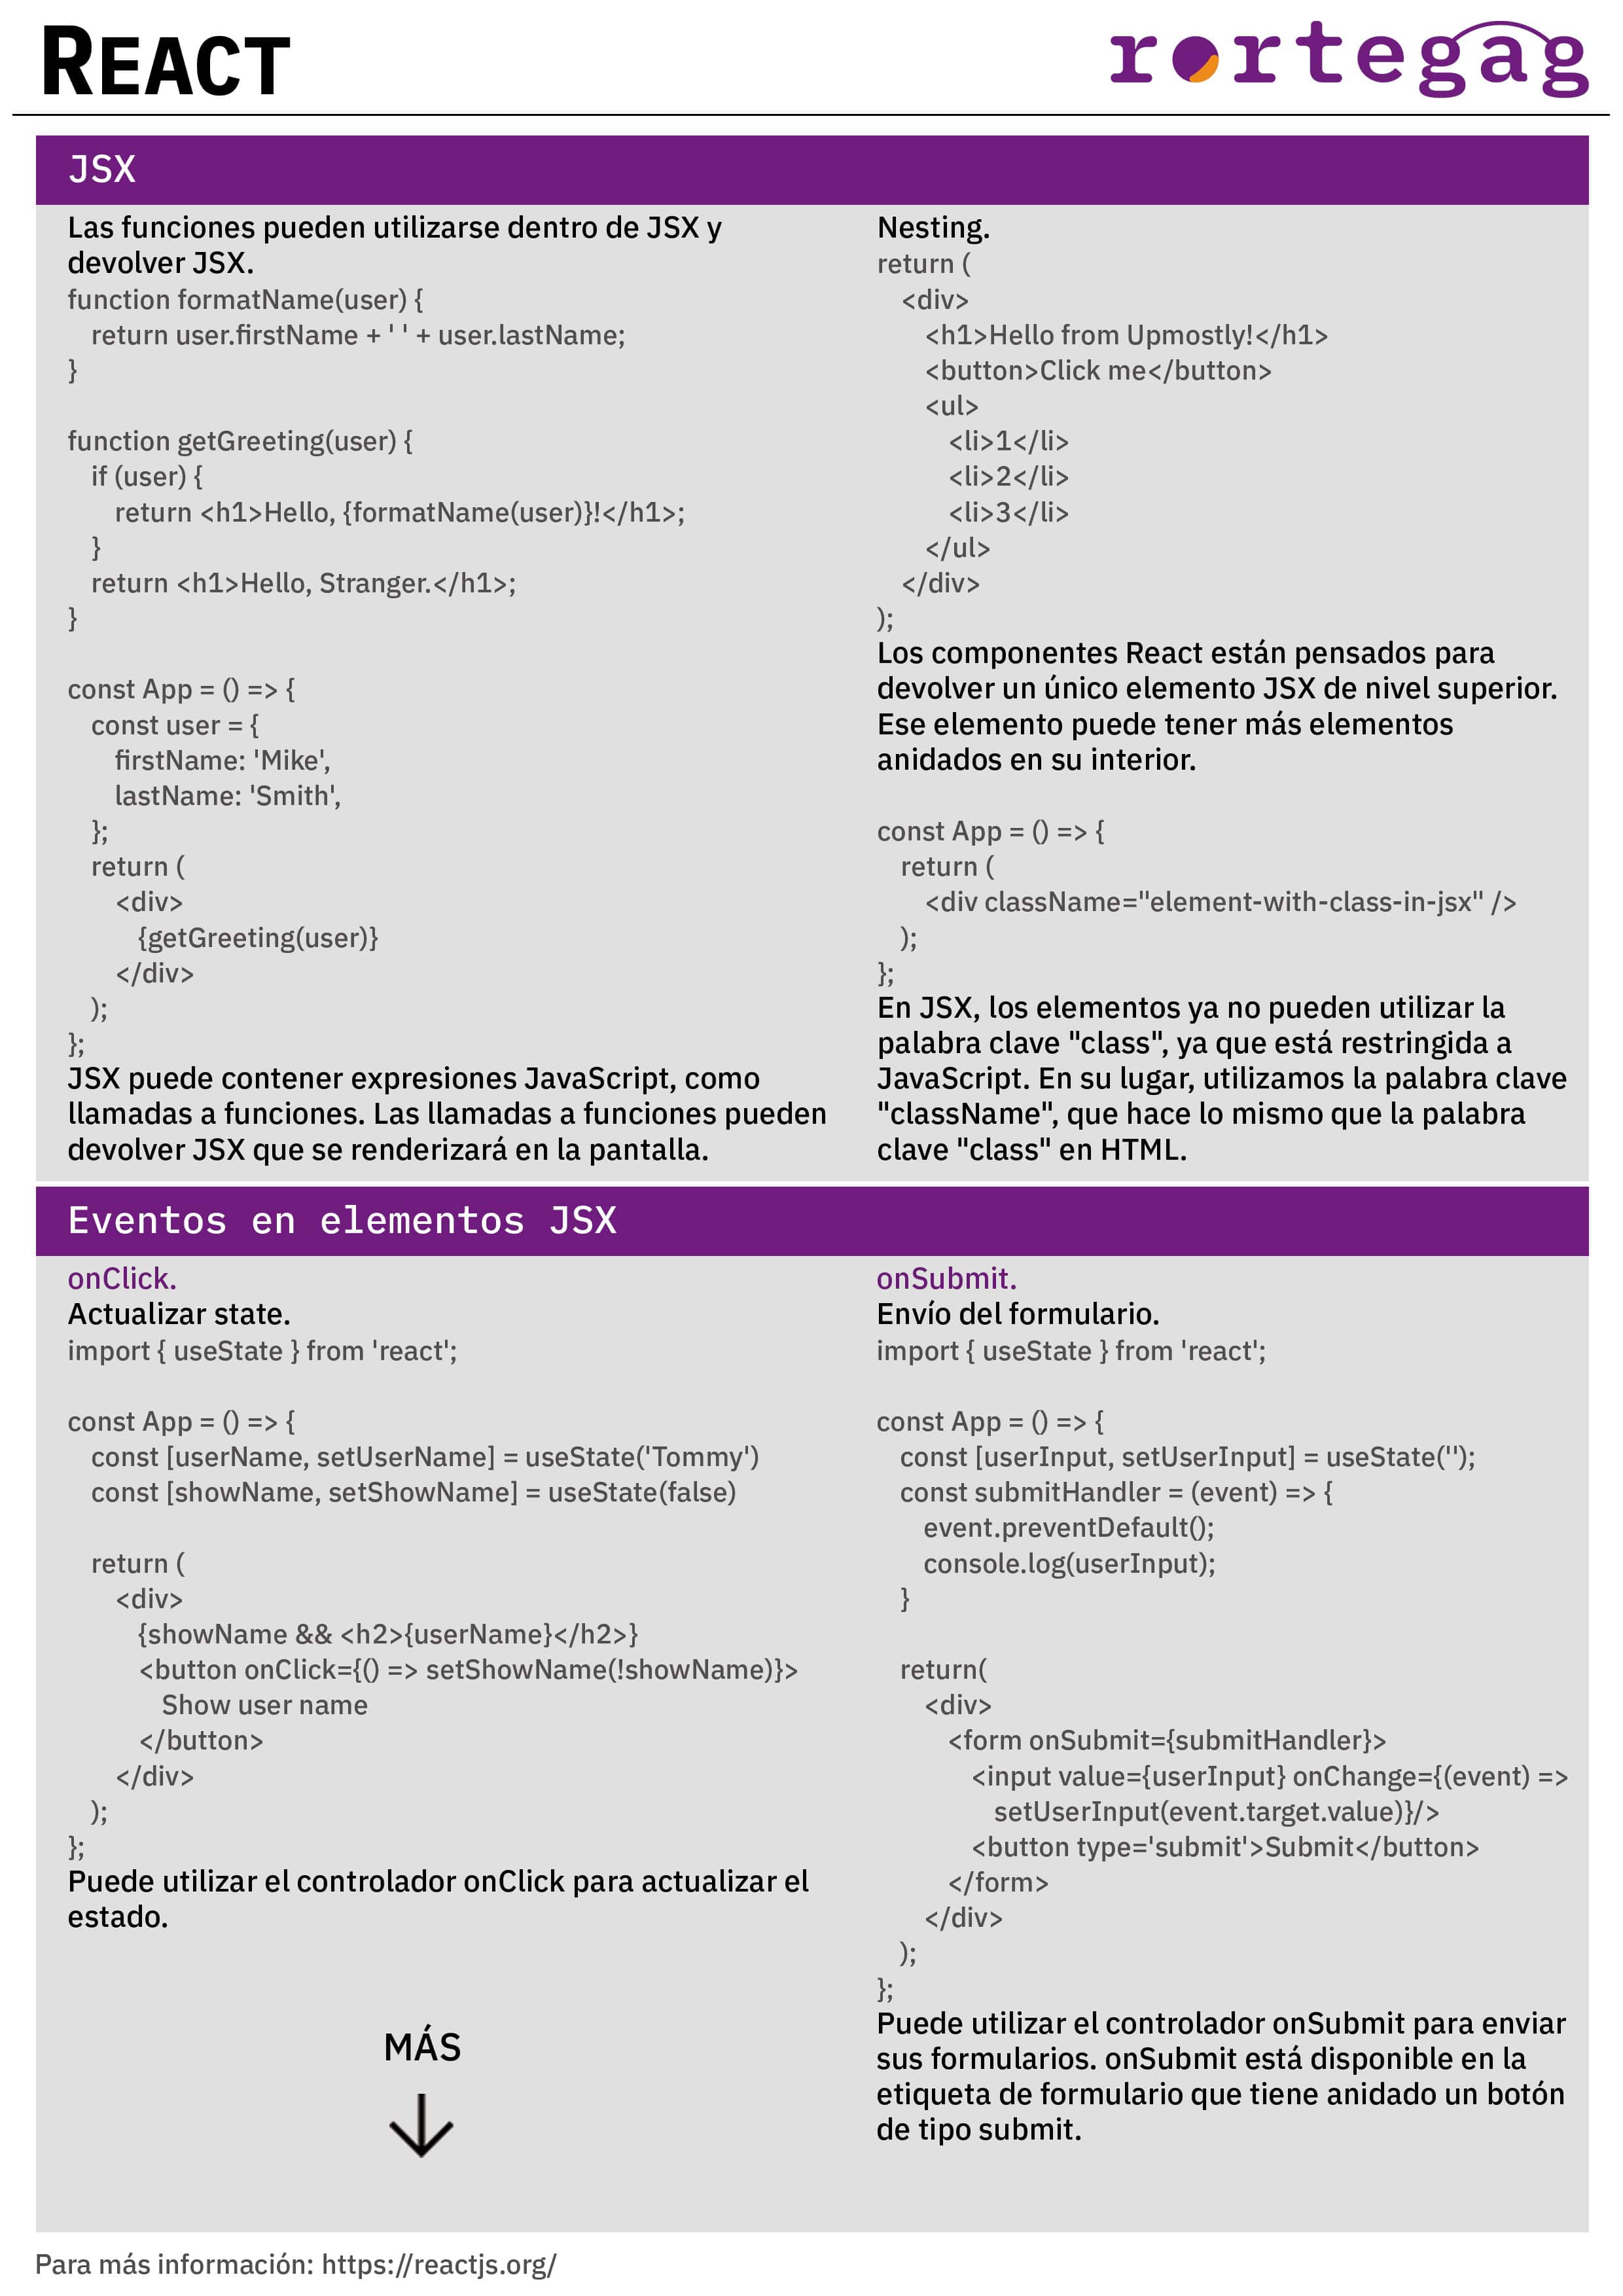 REACT
rortegag
JSX
Las funciones pueden utilizarse dentro de JSX y
devolver JSX.
function formatName(user) {
return user.firstName + ' ' + user.lastName;
}
function getGreeting(user) {
if (user) {
return <h1>Hello, {formatName(user)}!</h1>;
}
return <h1>Hello, Stranger.</h1>;
}
const App = () => {
const user = {
firstName: 'Mike',
lastName: 'Smith',
};
return (
<div>
{getGreeting(user)}
</div>
);
};
JSX puede contener expresiones JavaScript, como
llamadas a funciones. Las llamadas a funciones pueden
devolver JSX que se renderizará en la pantalla.
Nesting.
return (
<div>
<h1>Hello from Upmostly!</h1>
<button>Click me</button>
<ul>
<li>1</li>
<li>2</li>
<li>3</li>
</ul>
</div>
);
Los componentes React están pensados para
devolver un único elemento JSX de nivel superior.
Ese elemento puede tener más elementos
anidados en su interior.
const App = () => {
return (
<div className="element-with-class-in-jsx" />
);
};
En JSX, los elementos ya no pueden utilizar la
palabra clave "class", ya que está restringida a
JavaScript. En su lugar, utilizamos la palabra clave
"className", que hace lo mismo que la palabra
clave "class" en HTML.
Eventos en elementos JSX
onClick.
Actualizar state.
import { useState } from 'react';
const App = () => {
const [userName, setUserName] = useState('Tommy')
const [showName, setShowName] = useState(false)
return (
<div>
{showName && <h2>{userName}</h2>}
<button onClick={() => setShowName(!showName)}>
Show user name
</button>
</div>
);
};
Puede utilizar el controlador onClick para actualizar el
estado.
MÁS
onSubmit.
Envío del formulario.
import { useState } from 'react';
const App = () => {
const [userInput, setUserInput] = useState('');
const submitHandler = (event) => {
event.preventDefault();
console.log(userInput);
}
return(
<div>
<form onSubmit={submitHandler}>
<input value={userInput} onChange={(event) =>
setUserInput(event.target.value)}/>
<button type='submit'>Submit</button>
</form>
</div>
);
};
Puede utilizar el controlador onSubmit para enviar
sus formularios. onSubmit está disponible en la
etiqueta de formulario que tiene anidado un botón
de tipo submit.
Para más información: https://reactjs.org/